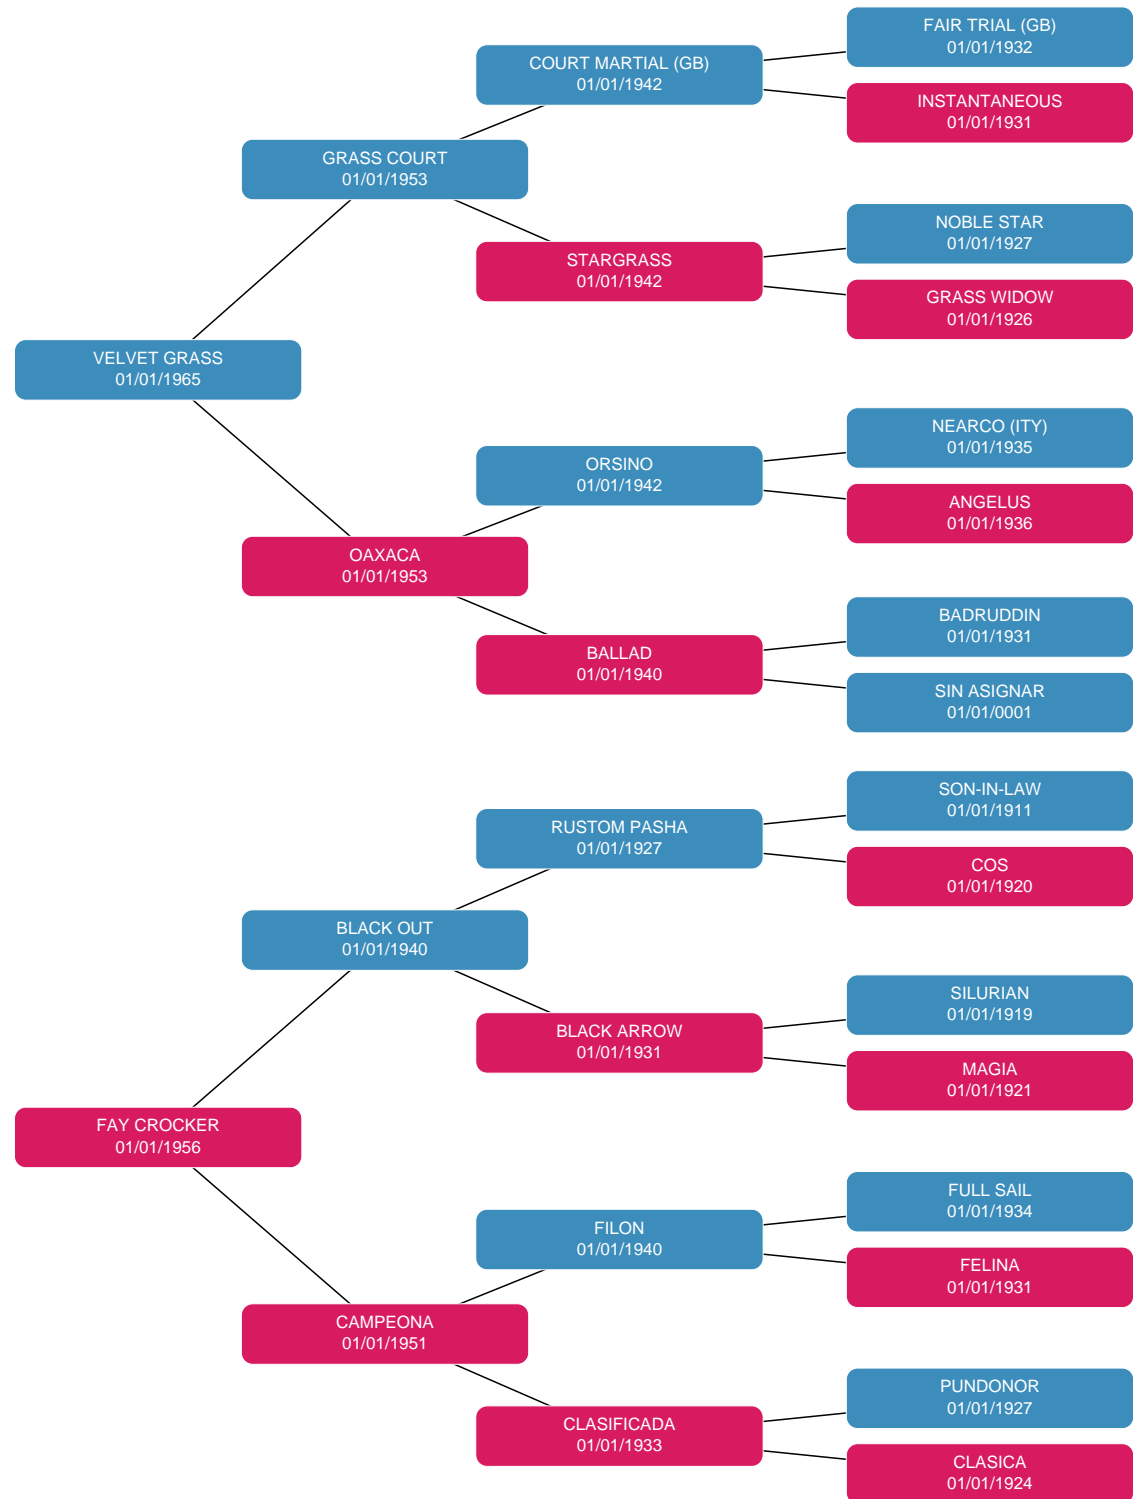 FAIR TRIAL (GB)
01/01/1932
COURT MARTIAL (GB)
01/01/1942
INSTANTANEOUS
01/01/1931
GRASS COURT
01/01/1953
NOBLE STAR
01/01/1927
STARGRASS
01/01/1942
GRASS WIDOW
01/01/1926
VELVET GRASS
01/01/1965
NEARCO (ITY)
01/01/1935
ORSINO
01/01/1942
ANGELUS
01/01/1936
OAXACA
01/01/1953
BADRUDDIN
01/01/1931
BALLAD
01/01/1940
SIN ASIGNAR
01/01/0001
SON-IN-LAW
01/01/1911
RUSTOM PASHA
01/01/1927
COS
01/01/1920
BLACK OUT
01/01/1940
SILURIAN
01/01/1919
BLACK ARROW
01/01/1931
MAGIA
01/01/1921
FAY CROCKER
01/01/1956
FULL SAIL
01/01/1934
FILON
01/01/1940
FELINA
01/01/1931
CAMPEONA
01/01/1951
PUNDONOR
01/01/1927
CLASIFICADA
01/01/1933
CLASICA
01/01/1924